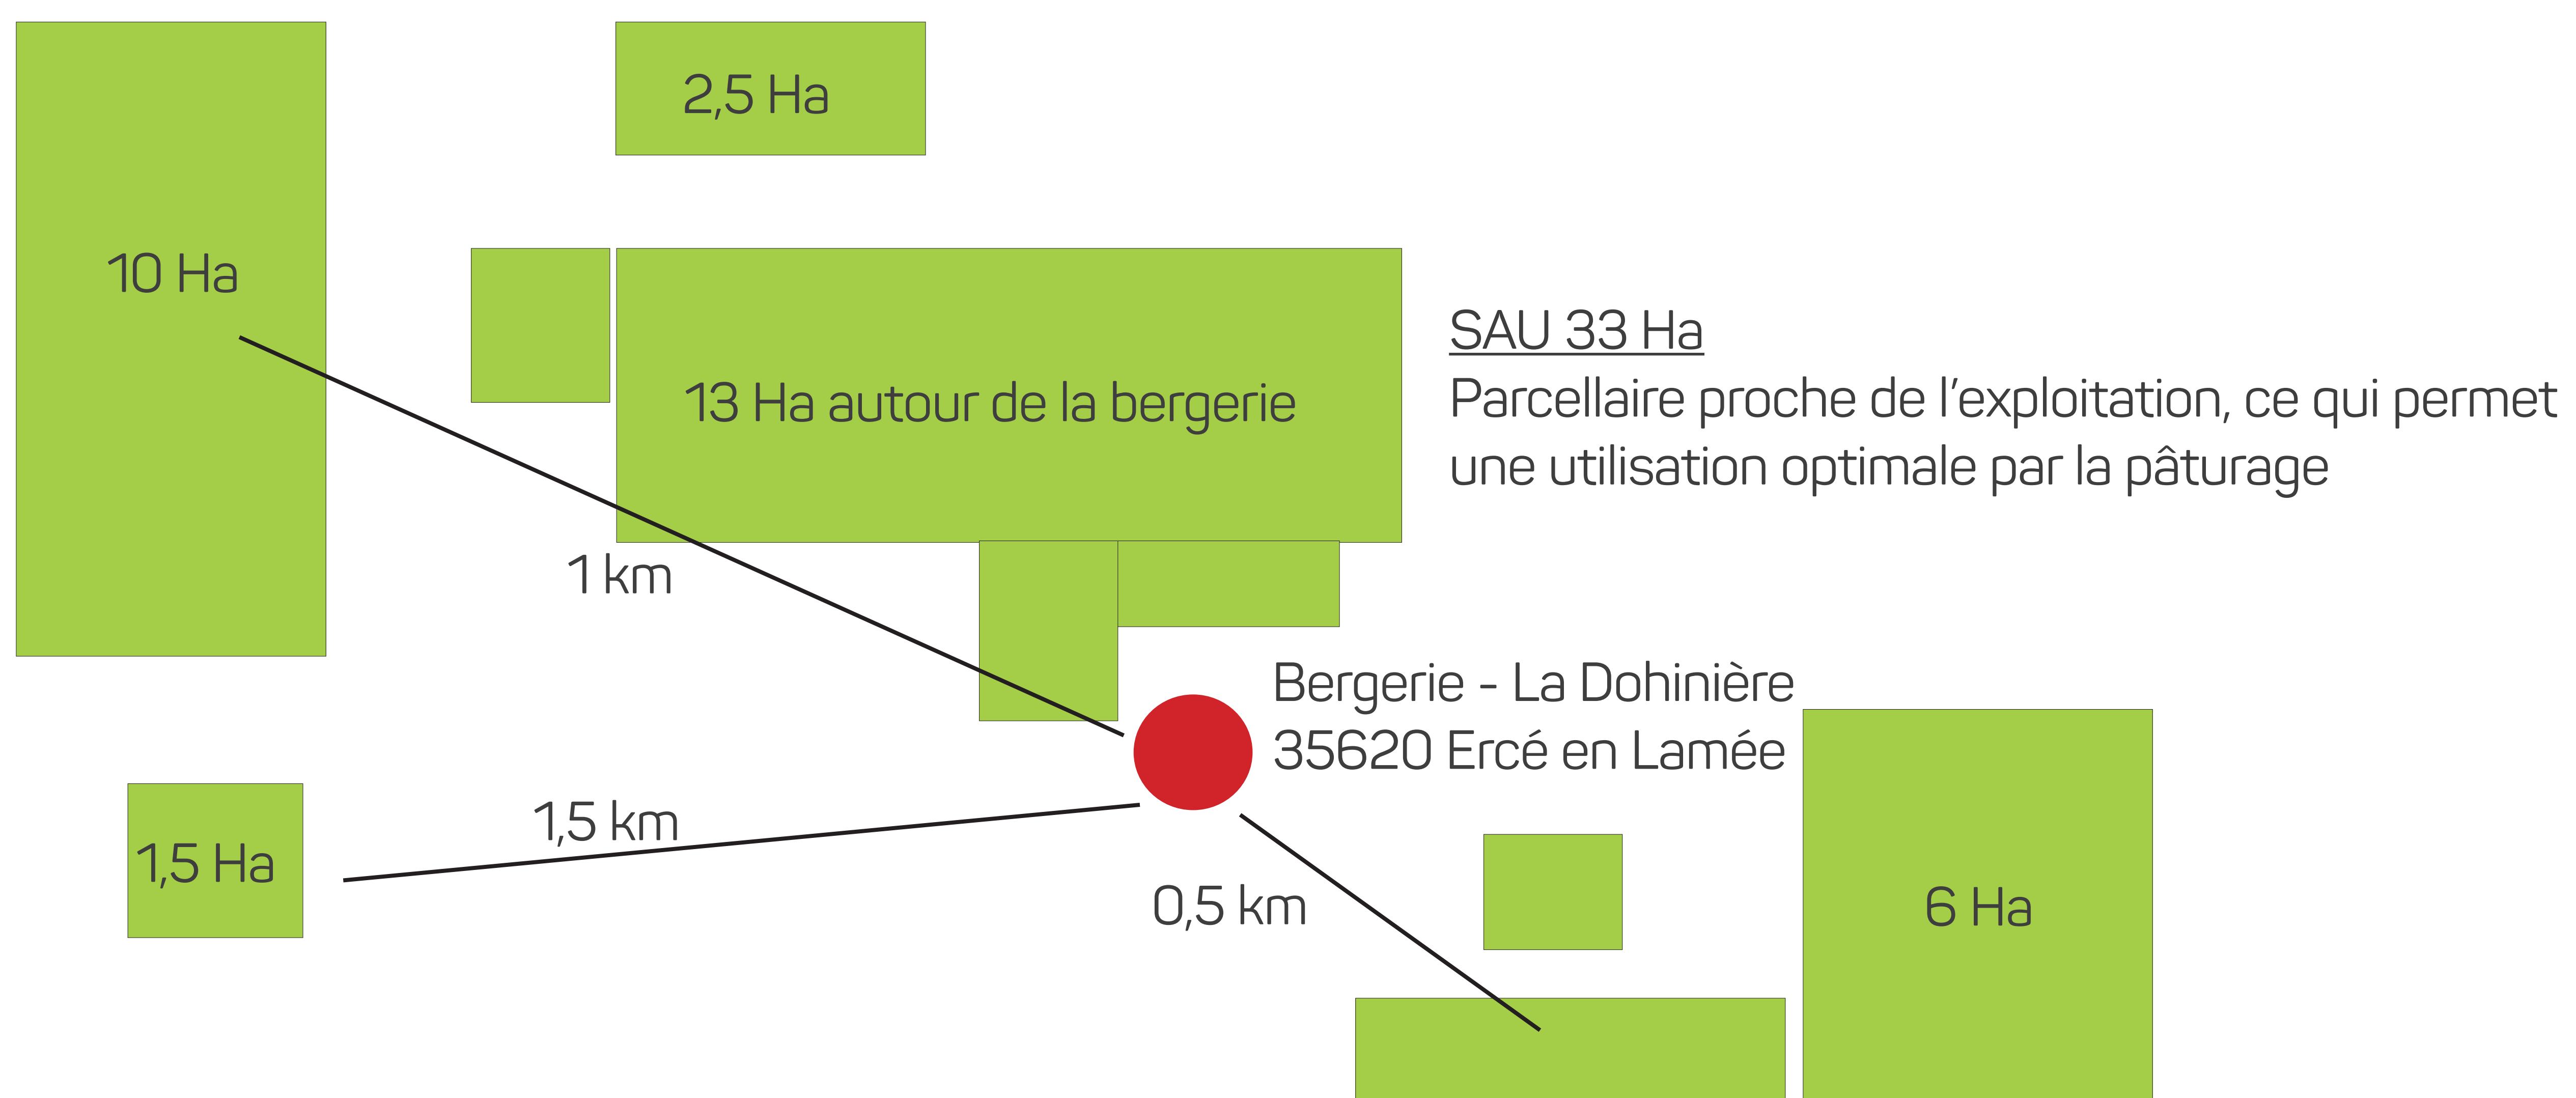 2,5 Ha
10 Ha
13 Ha autour de la bergerie
SAU 33 Ha
Parcellaire proche de l’exploitation, ce qui permet
une utilisation optimale par la pâturage
1 km
Bergerie - La Dohinière
35620 Ercé en Lamée
1,5 km
1,5 Ha
0,5 km
6 Ha